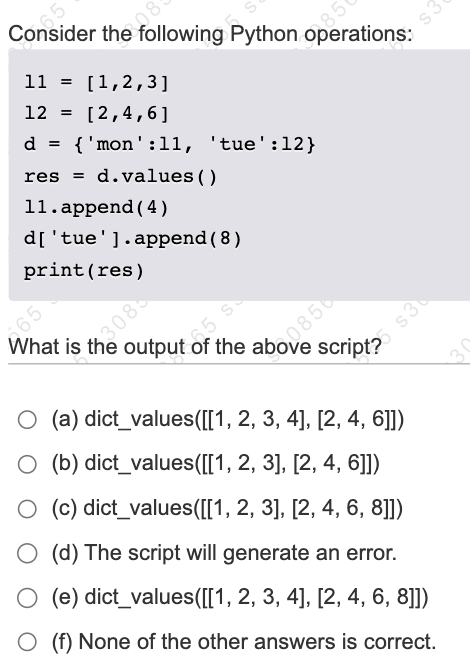 Consider the following Python operations:
l1 = [1,2,3]
l2 = [2,4,6]
d = {'mon':l1, 'tue':l2}
res = d.values()
l1.append(4)
d['tue'].append(8)
print(res)
What is the output of the above script?
(a) dict_values([[1, 2, 3, 4], [2, 4, 6]])
(b) dict_values([[1, 2, 3], [2, 4, 6]])
(c) dict_values([[1, 2, 3], [2, 4, 6, 8]])
(d) The script will generate an error.
(e) dict_values([[1, 2, 3, 4], [2, 4, 6, 8]])
(f) None of the other answers is correct.